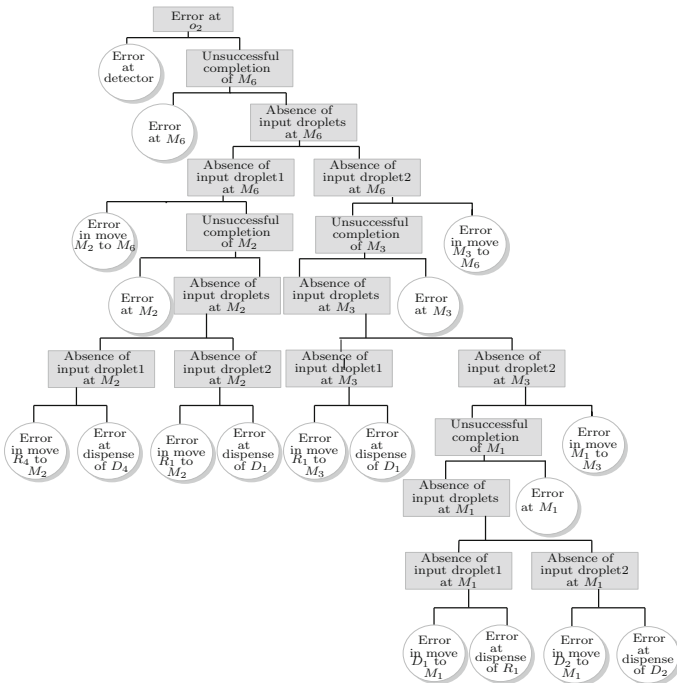 Error at
o₂
Error
at
detector
Unsuccessful
completion
of M₆
Error
at M₆
Absence of
input droplets
at M₆
Absence of
input droplet1
at M₆
Absence of
input droplet2
at M₆
Error
in move
M₂ to M₆
Unsuccessful
completion
of M₂
Unsuccessful
completion
of M₃
Error
in move
M₃ to
M₆
Error
at M₂
Absence of
input droplets
at M₂
Absence of
input droplets
at M₃
Error
at M₃
Absence of
input droplet1
at M₂
Absence of
input droplet2
at M₂
Absence of
input droplet1
at M₃
Absence of
input droplet2
at M₃
Error
in move
R₄ to
M₂
Error
at
dispense
of D₄
Error
in move
R₁ to
M₂
Error
at
dispense
of D₁
Error
in move
R₁ to
M₃
Error
at
dispense
of D₁
Unsuccessful
completion
of M₁
Error
in move
M₁ to
M₃
Absence of
input droplets
at M₁
Error
at M₁
Absence of
input droplet1
at M₁
Absence of
input droplet2
at M₁
Error
in move
D₁ to
M₁
Error
at
dispense
of R₁
Error
in move
D₂ to
M₁
Error
at
dispense
of D₂